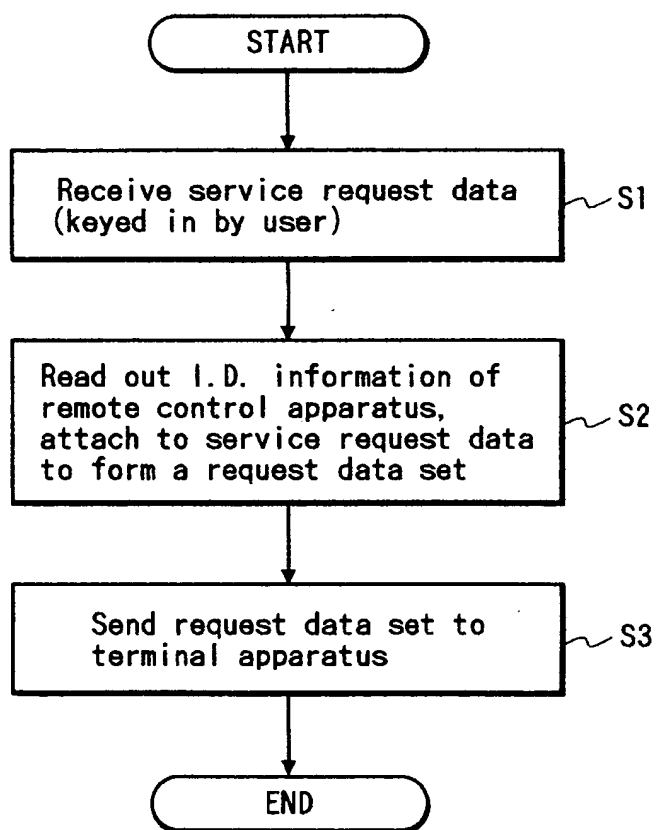 START
Receive service request data
(keyed in by user)
S1
Read out I.D. information of
remote control apparatus,
attach to service request data
to form a request data set
S2
Send request data set to
terminal apparatus
S3
END